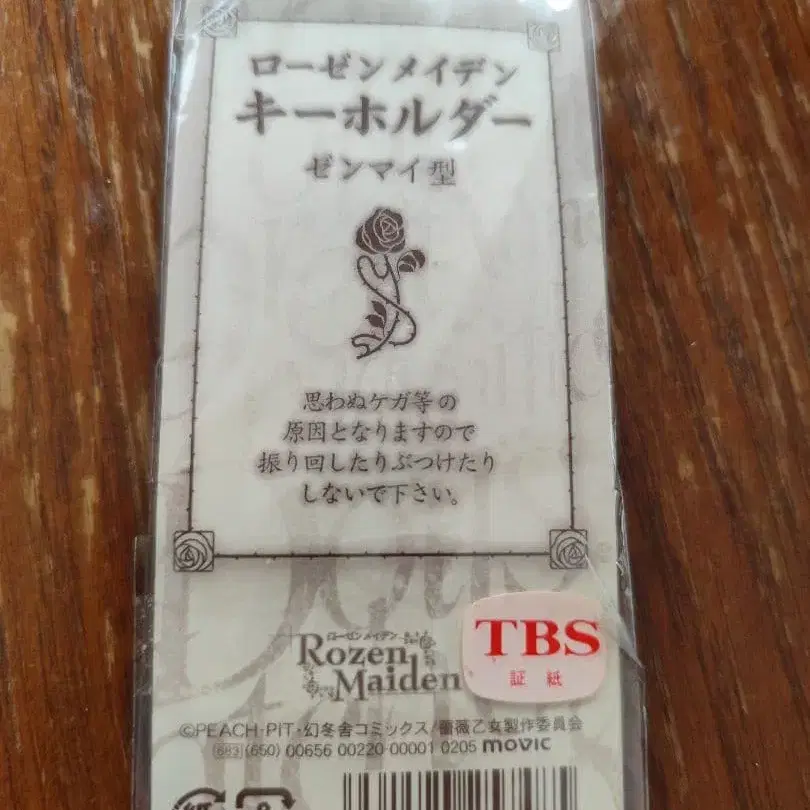 ローゼンメイデン
キーホルダー
ゼンマイ型
思わぬケガ等の
原因となりますので
振り回したりぶつけたり
しないで下さい。
ローゼンメイデン
Rozen
Maiden
TBS
証紙
©PEACH-PIT・幻冬舎コミックス/薔薇乙女製作委員会
683 (650) 00656 00220-00001 0205 movic